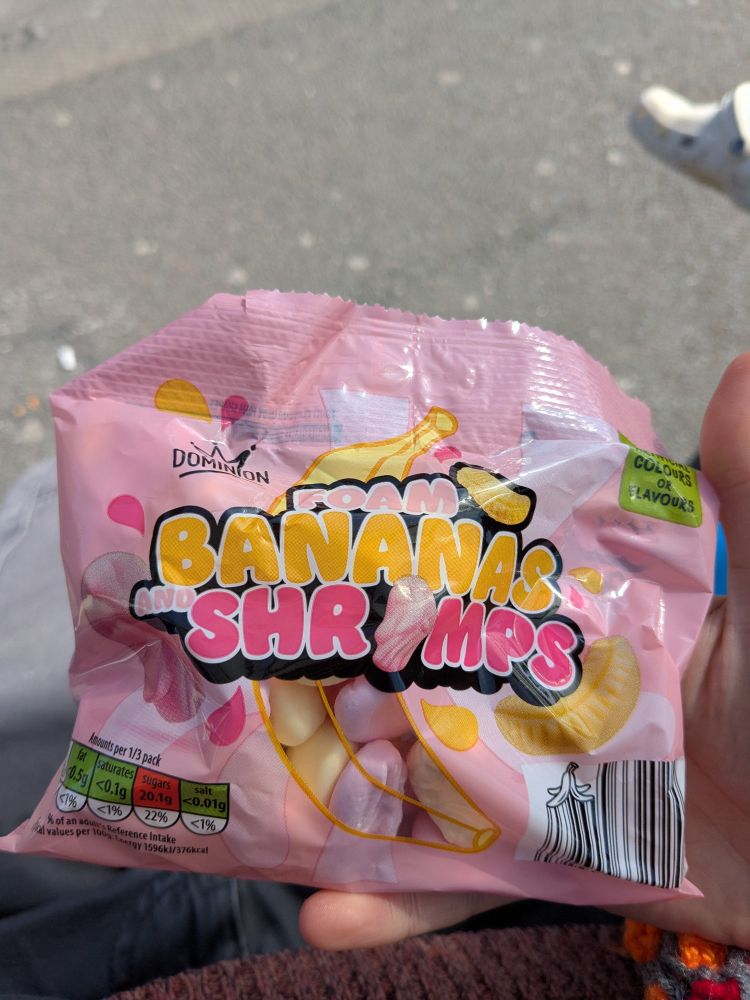 DOMINION
FOAM
BANANAS
AND SHR MPS
COLOURS
OR
FLAVOURS
Amounts per 1/3 pack
fat saturates sugars salt
<0.5g <0.1g 20.1g <0.01g
<1% <1% 22% <1%
% of an adult's Reference intake
values per 100g: Energy 1596kJ/376kcal